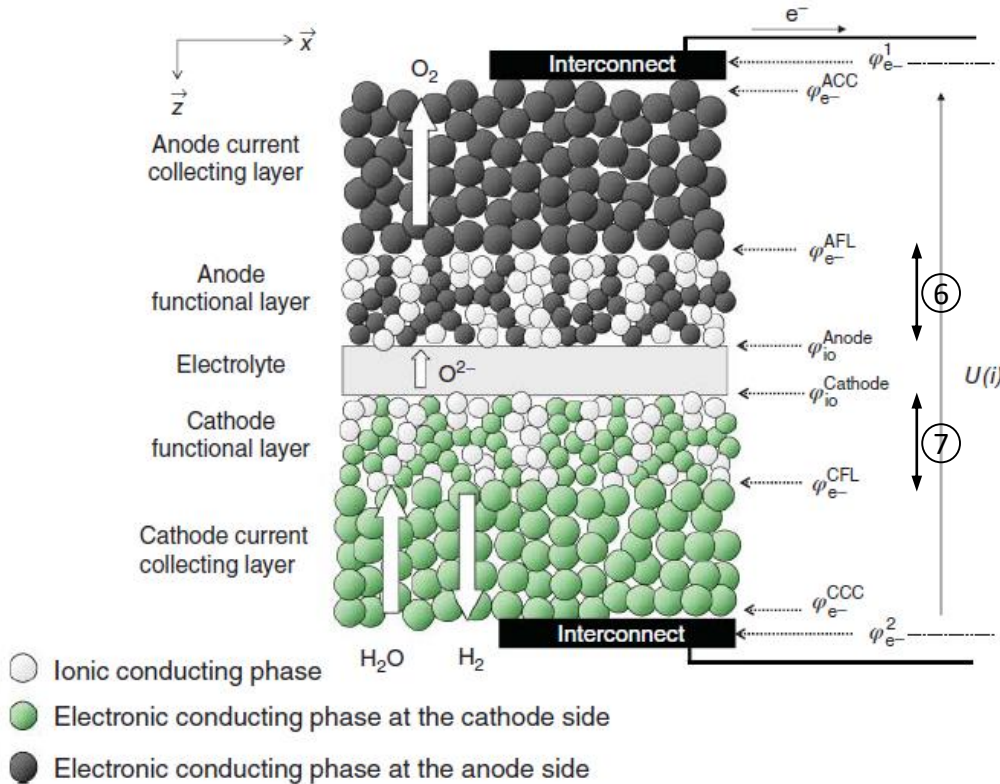 e⁻
x
z
O₂
Interconnect
φ¹ₑ₋
φᴬᶜᶜₑ₋
Anode current
collecting layer
φᴬᶠᴸₑ₋
Anode
functional layer
⑥
φᴬⁿᵒᵈᵉᵢₒ
Electrolyte
O²⁻
U(i)
φᶜᵃᵗʰᵒᵈᵉᵢₒ
Cathode
functional layer
⑦
φᶜᶠᴸₑ₋
Cathode current
collecting layer
φᶜᶜᶜₑ₋
Interconnect
φ²ₑ₋
H₂O
H₂
Ionic conducting phase
Electronic conducting phase at the cathode side
Electronic conducting phase at the anode side